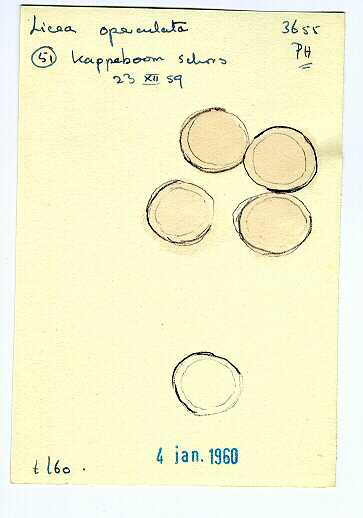 Licea operculata 3655
(51) Kappeboom schors PH
23 XII 59
t 160.
4 jan. 1960